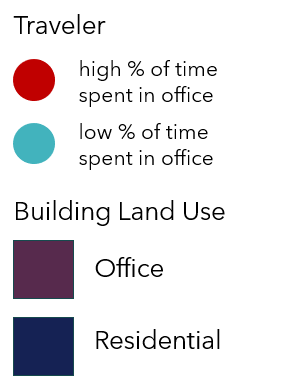 Traveler
high % of time
spent in office
low % of time
spent in office
Building Land Use
Office
Residential